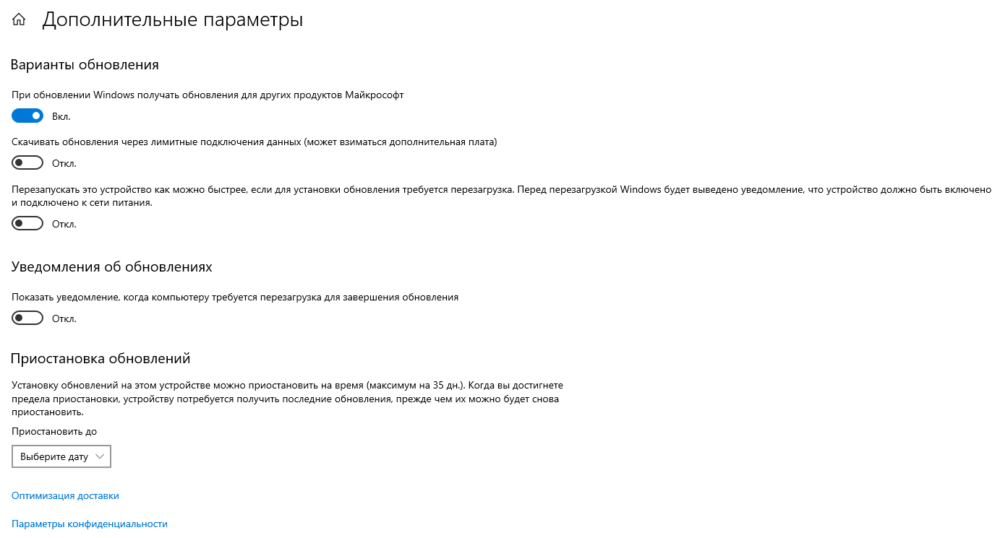 Дополнительные параметры
Варианты обновления
При обновлении Windows получать обновления для других продуктов Майкрософт
Вкл.
Скачивать обновления через лимитные подключения данных (может взиматься дополнительная плата)
Откл.
Перезапускать это устройство как можно быстрее, если для установки обновления требуется перезагрузка. Перед перезагрузкой Windows будет выведено уведомление, что устройство должно быть включено
и подключено к сети питания.
Откл.
Уведомления об обновлениях
Показать уведомление, когда компьютеру требуется перезагрузка для завершения обновления
Откл.
Приостановка обновлений
Установку обновлений на этом устройстве можно приостановить на время (максимум на 35 дн.). Когда вы достигнете
предела приостановки, устройству потребуется получить последние обновления, прежде чем их можно будет снова
приостановить.
Приостановить до
Выберите дату
Оптимизация доставки
Параметры конфиденциальности